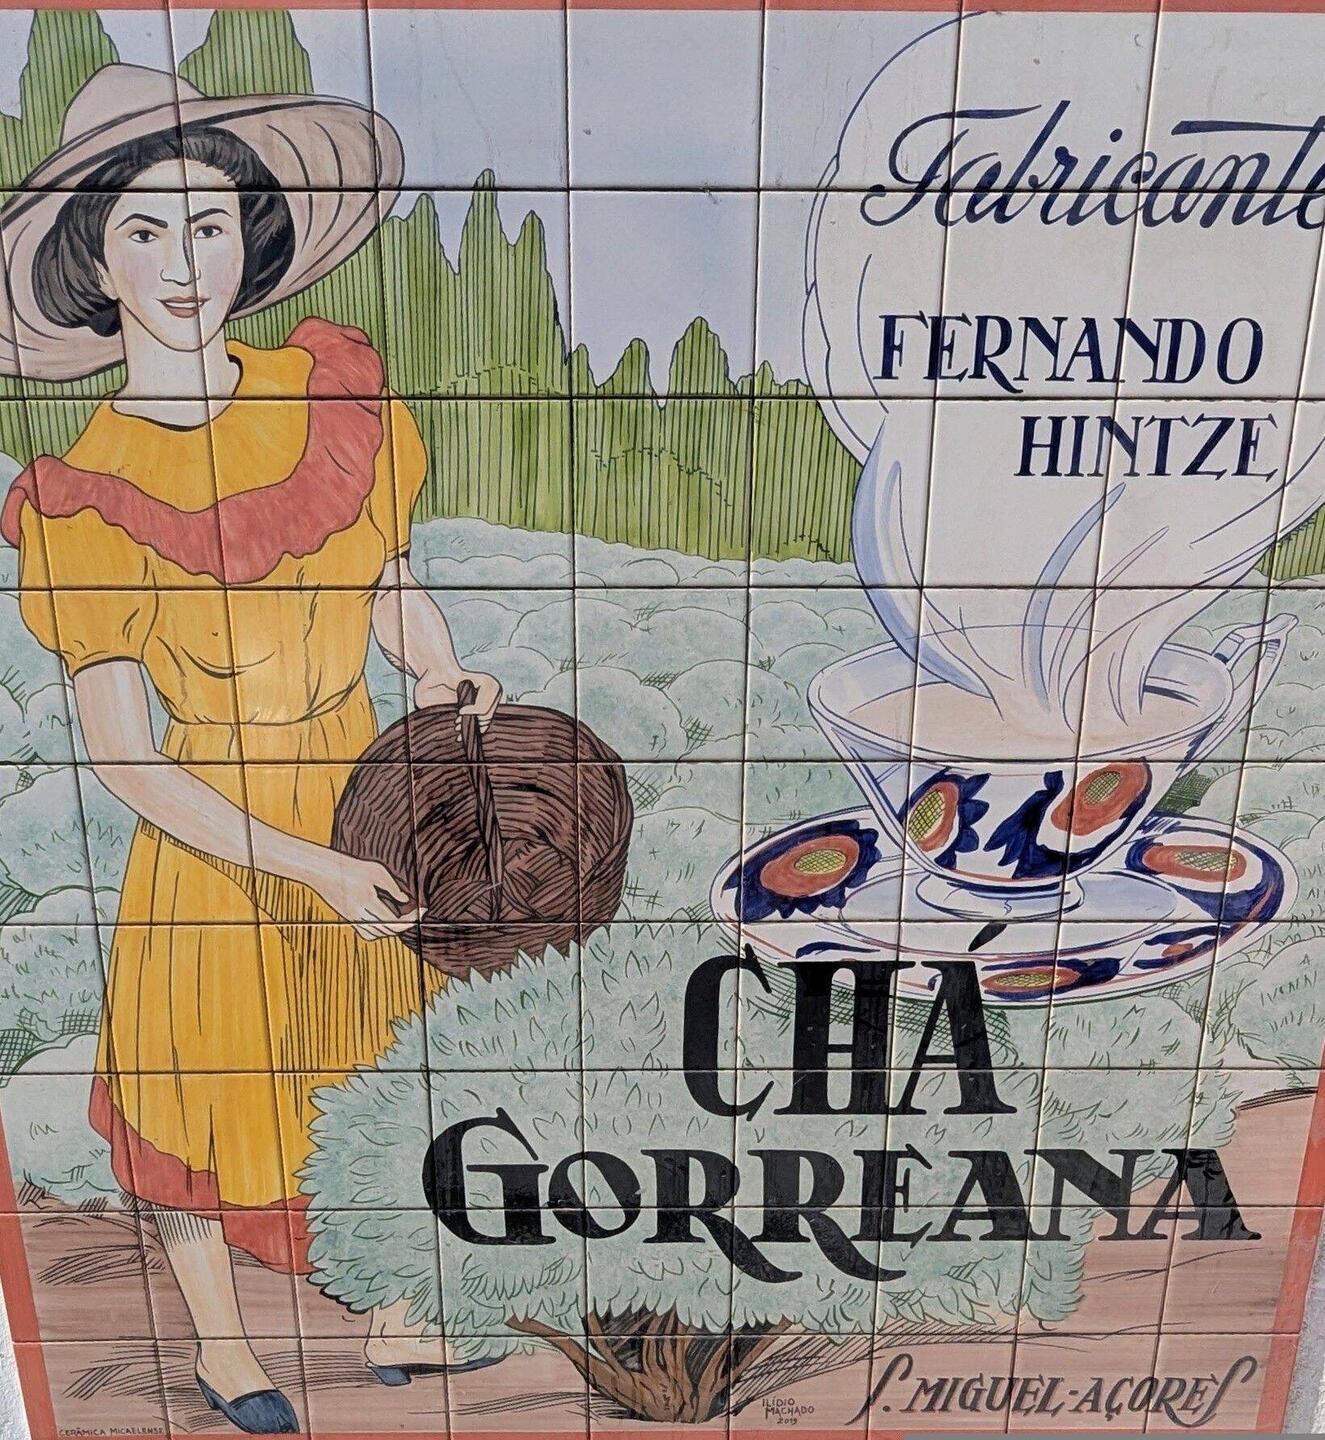 Fabricante
FERNANDO
HINTZE
CHÁ
GORREANA
S. MIGUEL-AÇORES
ILÍDIO
MACHADO
2019
CERÂMICA MICAELENSE